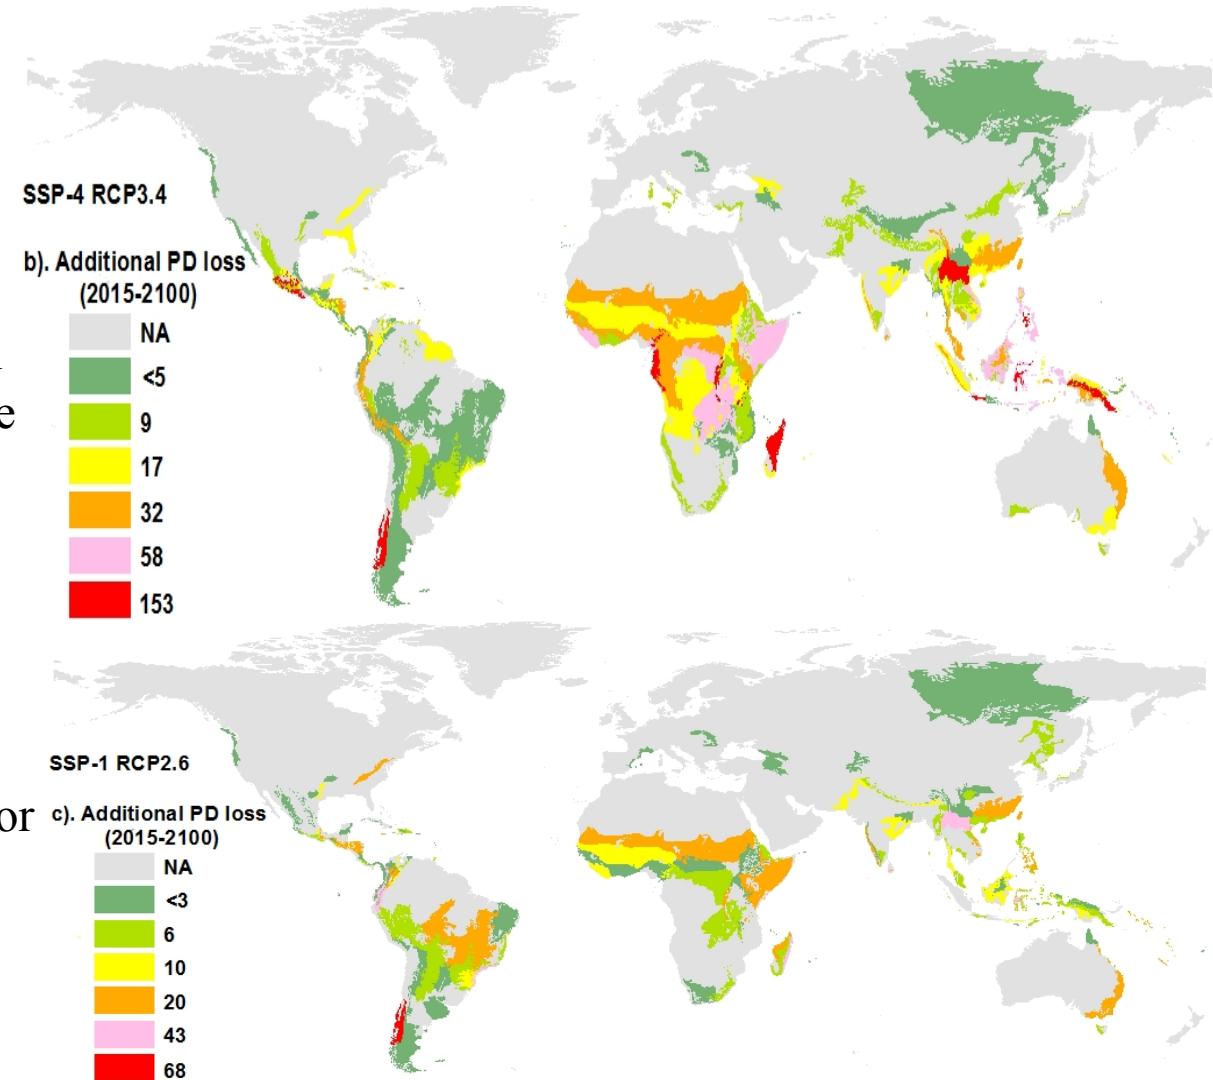 SSP-4 RCP3.4
b). Additional PD loss
(2015-2100)
NA
<5
e
9
17
32
58
153
SSP-1 RCP2.6
or
c). Additional PD loss
(2015-2100)
NA
<3
6
10
20
43
68